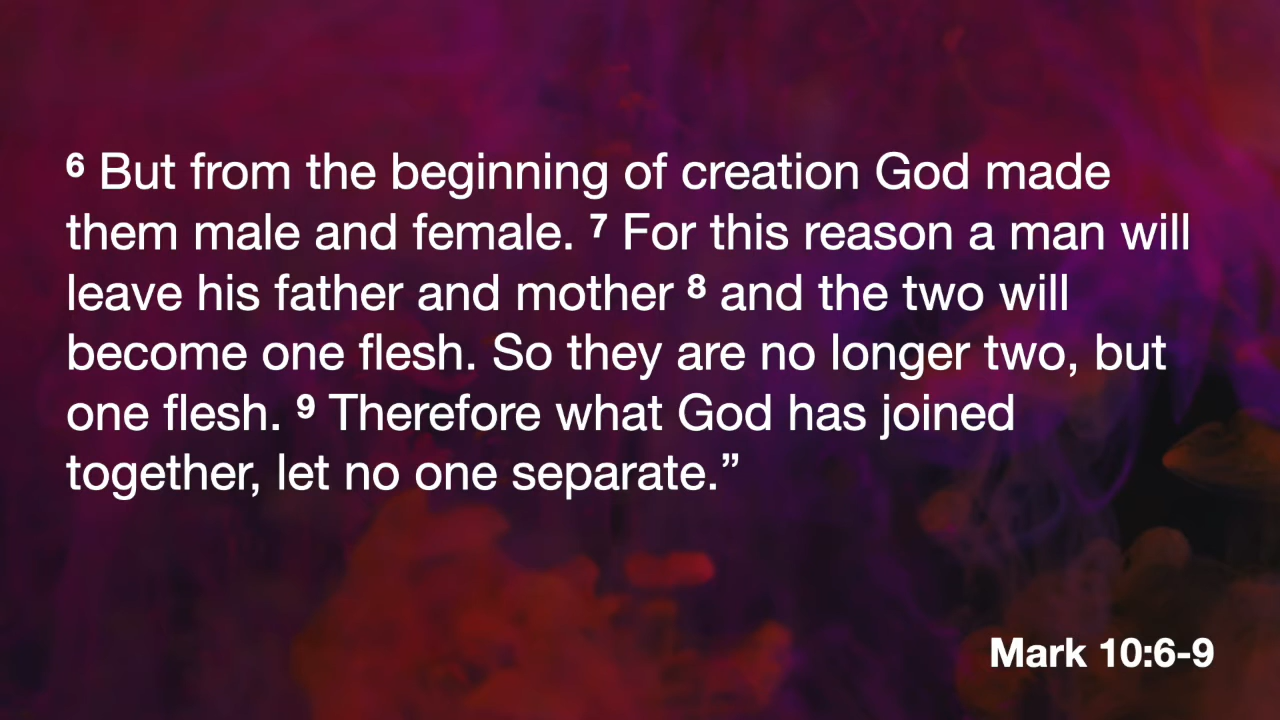 6 But from the beginning of creation God made
them male and female. 7 For this reason a man will
leave his father and mother 8 and the two will
become one flesh. So they are no longer two, but
one flesh. 9 Therefore what God has joined
together, let no one separate.”
Mark 10:6-9